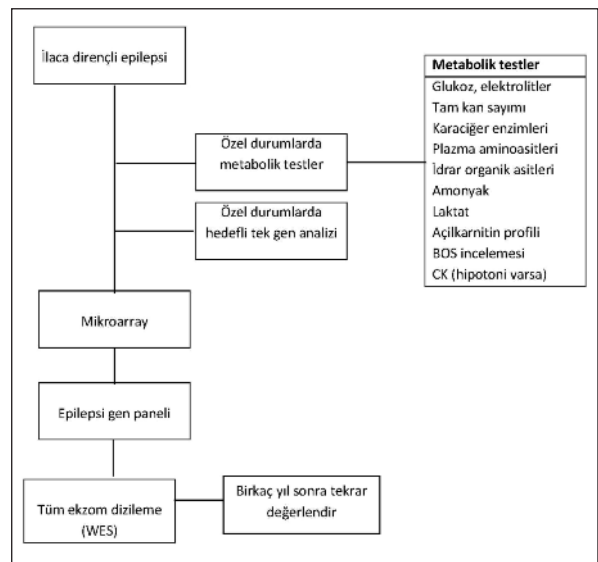 İlaca dirençli epilepsi
Özel durumlarda
metabolik testler
Metabolik testler
Glukoz, elektrolitler
Tam kan sayımı
Karaciğer enzimleri
Plazma aminoasitleri
İdrar organik asitleri
Amonyak
Laktat
Açilkarnitin profili
BOS incelemesi
CK (hipotoni varsa)
Özel durumlarda
hedefli tek gen analizi
Mikroarray
Epilepsi gen paneli
Tüm ekzom dizileme
(WES)
Birkaç yıl sonra tekrar
değerlendir